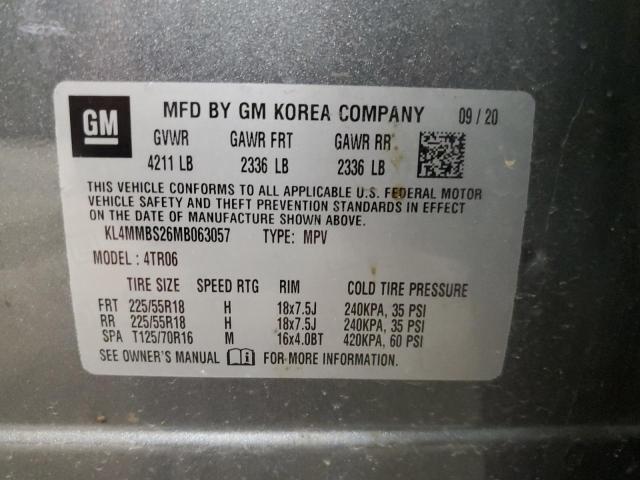 GM MFD BY GM KOREA COMPANY 09 / 20
GVWR GAWR FRT GAWR RR
4211 LB 2336 LB 2336 LB
THIS VEHICLE CONFORMS TO ALL APPLICABLE U.S. FEDERAL MOTOR
VEHICLE SAFETY AND THEFT PREVENTION STANDARDS IN EFFECT
ON THE DATE OF MANUFACTURE SHOWN ABOVE.
KL4MMBS26MB063057 TYPE: MPV
MODEL : 4TR06
TIRE SIZE SPEED RTG RIM COLD TIRE PRESSURE
FRT 225/55R18 H 18x7.5J 240KPA, 35 PSI
RR 225/55R18 H 18x7.5J 240KPA, 35 PSI
SPA T125/70R16 M 16x4.0BT 420KPA, 60 PSI
SEE OWNER'S MANUAL FOR MORE INFORMATION.